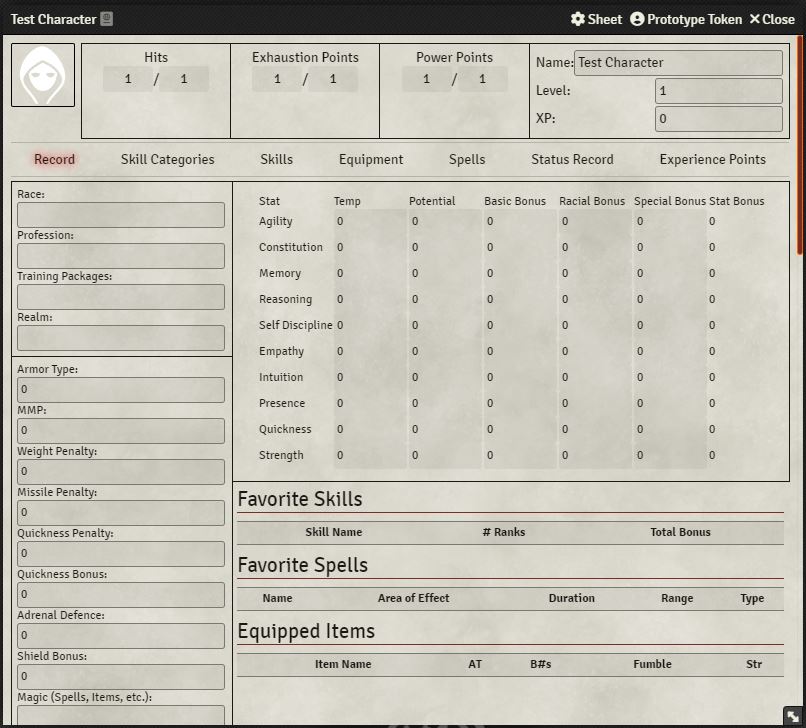 Test Character Sheet Prototype Token Close
Hits Exhaustion Points Power Points
1 / 1 1 / 1 1 / 1
Name: Test Character
Level: 1
XP: 0
Record Skill Categories Skills Equipment Spells Status Record Experience Points
Race:
Profession:
Training Packages:
Realm:
Armor Type:
0
MMP:
0
Weight Penalty:
0
Missile Penalty:
0
Quickness Penalty:
0
Quickness Bonus:
0
Adrenal Defence:
0
Shield Bonus:
0
Magic (Spells, Items, etc.):
Stat Temp Potential Basic Bonus Racial Bonus Special Bonus Stat Bonus
Agility 0 0 0 0 0 0
Constitution 0 0 0 0 0 0
Memory 0 0 0 0 0 0
Reasoning 0 0 0 0 0 0
Self Discipline 0 0 0 0 0 0
Empathy 0 0 0 0 0 0
Intuition 0 0 0 0 0 0
Presence 0 0 0 0 0 0
Quickness 0 0 0 0 0 0
Strength 0 0 0 0 0 0
Favorite Skills
Skill Name # Ranks Total Bonus
Favorite Spells
Name Area of Effect Duration Range Type
Equipped Items
Item Name AT B#s Fumble Str